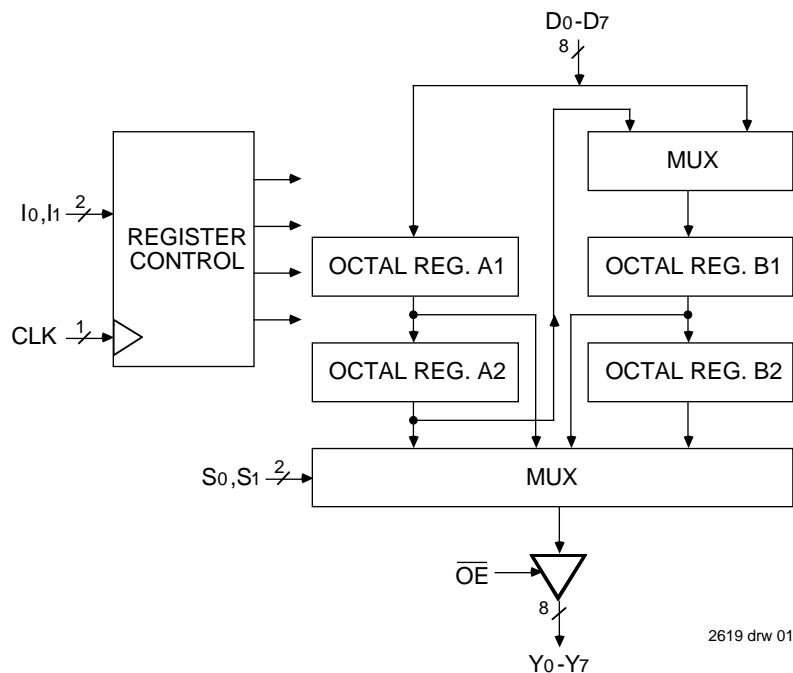 D0-D7
8
MUX
I0,I1
2
REGISTER
CONTROL
OCTAL REG. A1
OCTAL REG. B1
CLK
1
OCTAL REG. A2
OCTAL REG. B2
S0,S1
2
MUX
OE
8
2619 drw 01
Y0-Y7